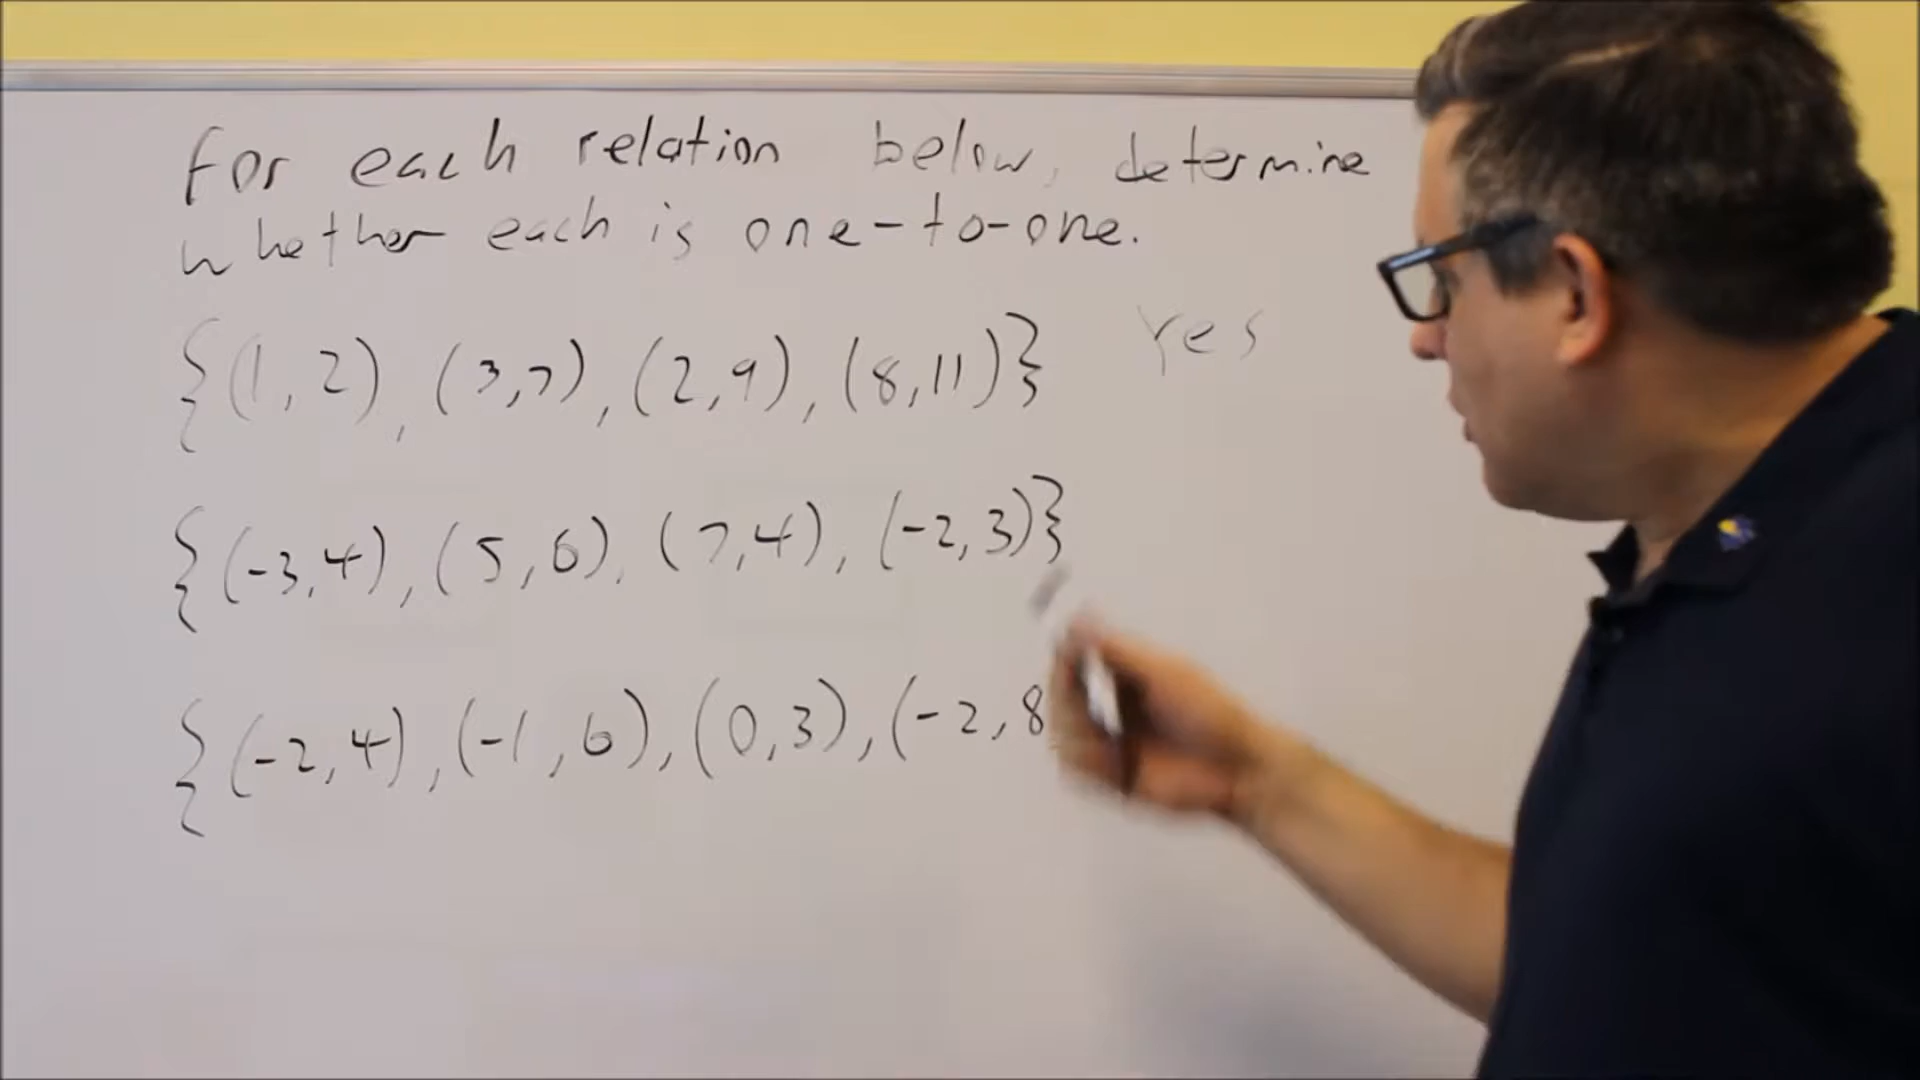 For each relation below, determine
whether each is one-to-one.
{(1, 2), (3,7), (2,9), (8,11)} Yes
{(-3,4), (5,6), (7,4), (-2,3)}
{(-2,4), (-1,6), (0,3), (-2,8